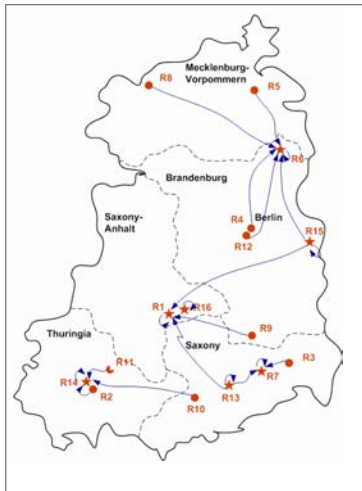 Mecklenburg-
Vorpommern
R8
R5
R6
Brandenburg
Saxony-
Anhalt
R4
Berlin
R12
R15
R1
R16
Thuringia
R9
Saxony
R11
R3
R14
R7
R2
R13
R10